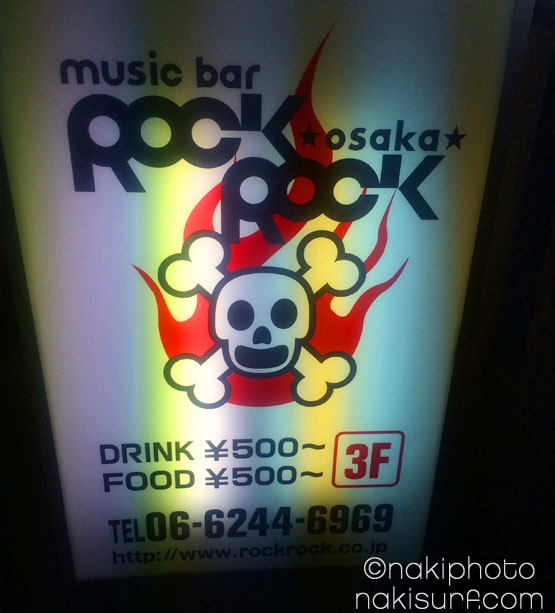 music bar
ROCK
★osaka★
ROCK
DRINK ¥500～
FOOD ¥500～
3F
TEL06-6244-6969
http://www.rockrock.co.jp
©nakiphoto
nakisurf.com